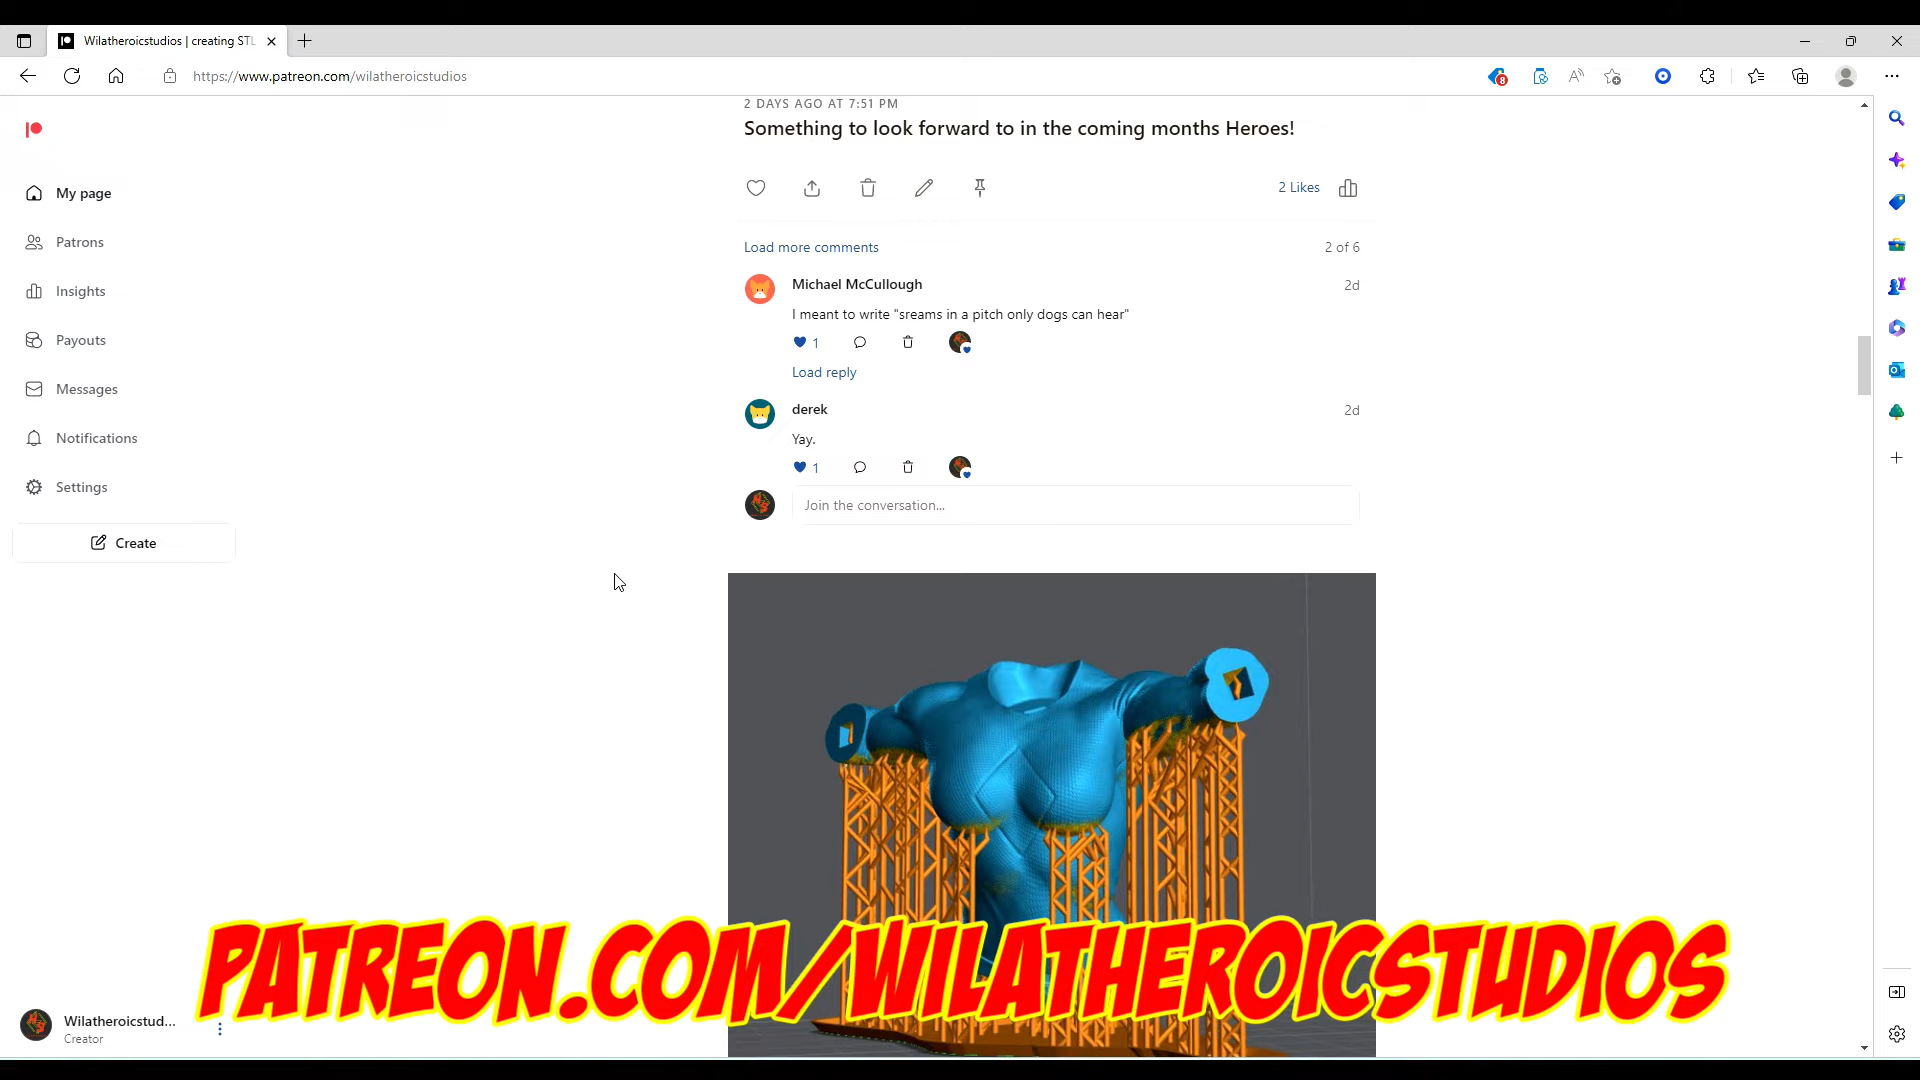 Wilatheroicstudios | creating STL
https://www.patreon.com/wilatheroicstudios
8
2 DAYS AGO AT 7:51 PM
Something to look forward to in the coming months Heroes!
2 Likes
My page
Patrons
Insights
Payouts
Messages
Notifications
Settings
Create
Load more comments
2 of 6
Michael McCullough
2d
I meant to write "sreams in a pitch only dogs can hear"
1
Load reply
derek
2d
Yay.
1
Join the conversation...
PATREON.COM/WILATHEROICSTUDIOS
Wilatheroicstud...
Creator